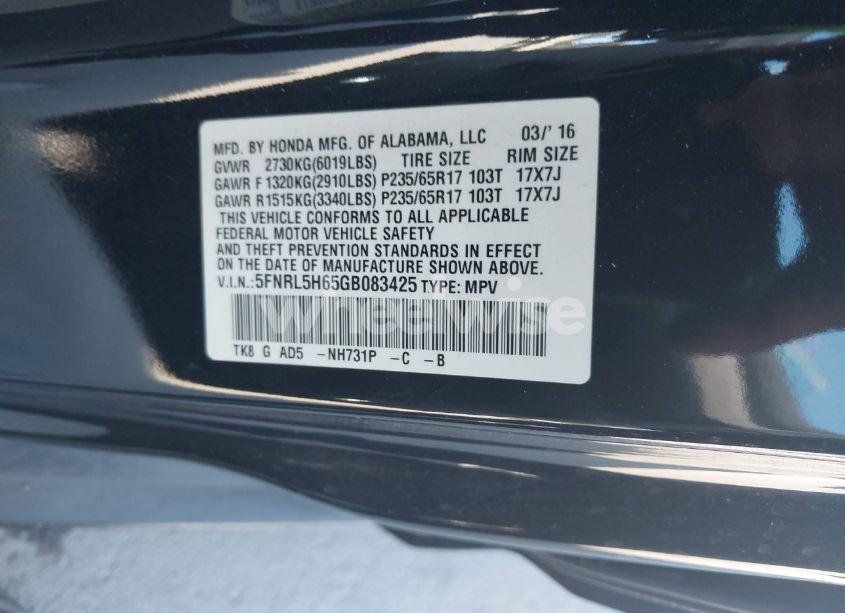 MFD. BY HONDA MFG. OF ALABAMA, LLC 03/' 16
GVWR 2730KG(6019LBS) TIRE SIZE RIM SIZE
GAWR F 1320KG(2910LBS) P235/65R17 103T 17X7J
GAWR R1515KG(3340LBS) P235/65R17 103T 17X7J
THIS VEHICLE CONFORMS TO ALL APPLICABLE
FEDERAL MOTOR VEHICLE SAFETY
AND THEFT PREVENTION STANDARDS IN EFFECT
ON THE DATE OF MANUFACTURE SHOWN ABOVE.
V.I.N.:5FNRL5H65GB083425 TYPE: MPV
Wheelwise
TK8 G AD5 -NH731P -C -B